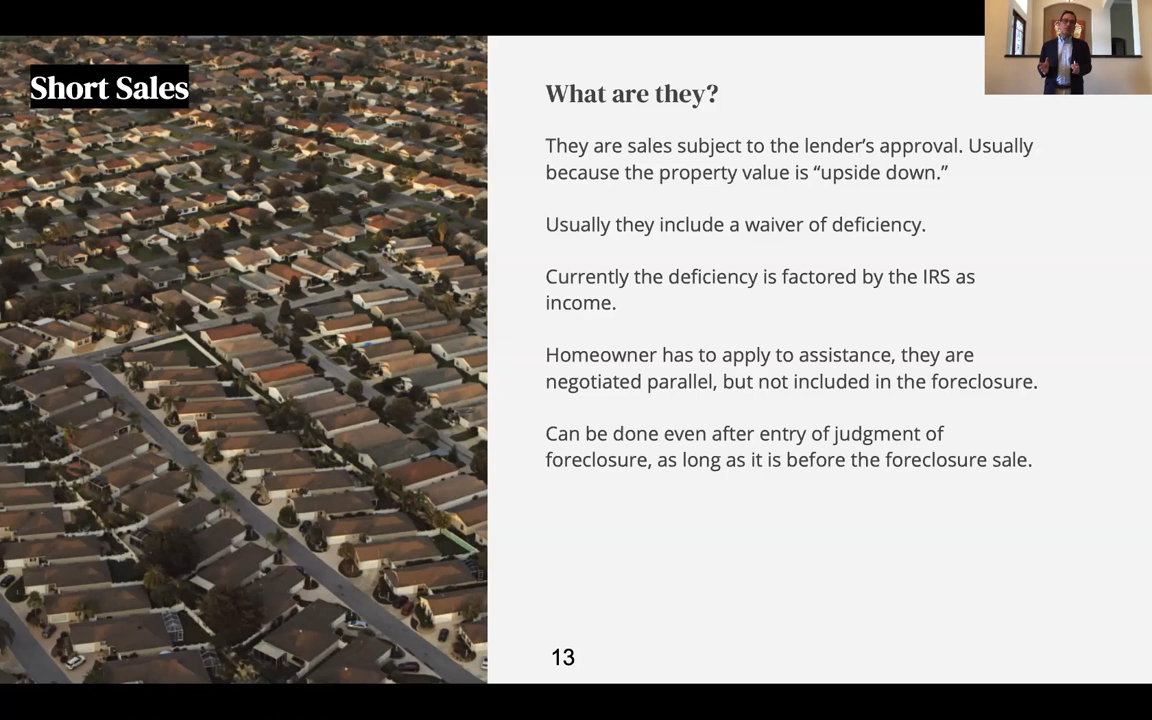 Short Sales
What are they?
They are sales subject to the lender’s approval. Usually
because the property value is “upside down.”
Usually they include a waiver of deficiency.
Currently the deficiency is factored by the IRS as
income.
Homeowner has to apply to assistance, they are
negotiated parallel, but not included in the foreclosure.
Can be done even after entry of judgment of
foreclosure, as long as it is before the foreclosure sale.
13